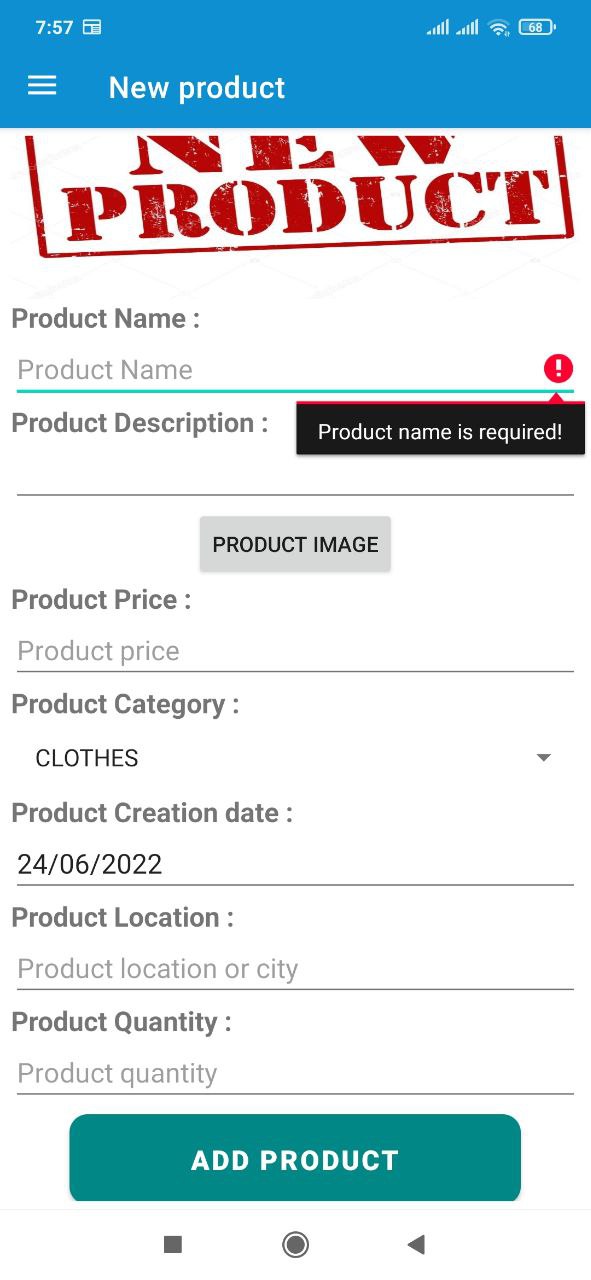 7:57
68
New product
NEW
PRODUCT
Product Name :
Product Name
Product Description :
Product name is required!
PRODUCT IMAGE
Product Price :
Product price
Product Category :
CLOTHES
Product Creation date :
24/06/2022
Product Location :
Product location or city
Product Quantity :
Product quantity
ADD PRODUCT